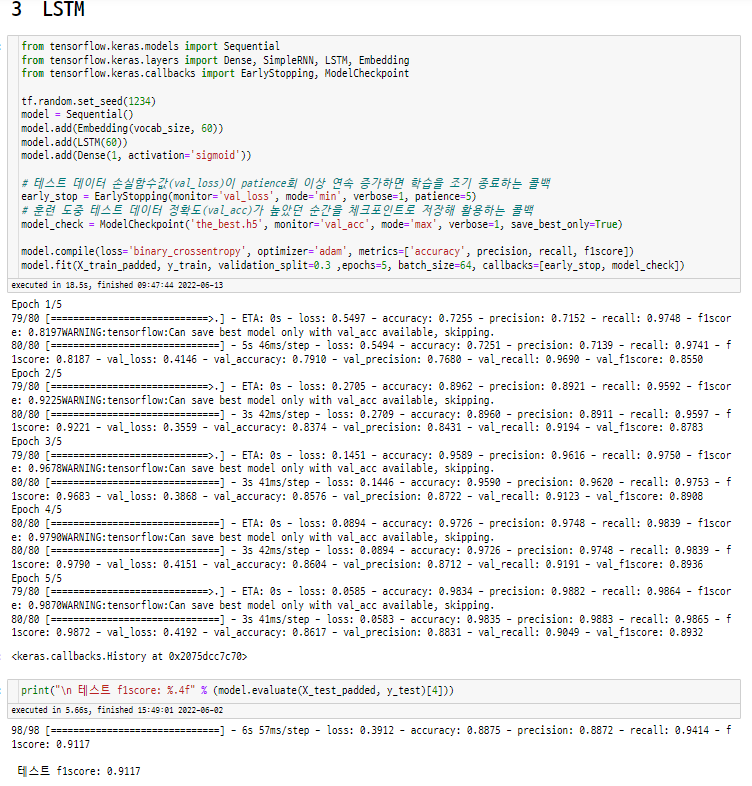 3 LSTM
from tensorflow.keras.models import Sequential
from tensorflow.keras.layers import Dense, SimpleRNN, LSTM, Embedding
from tensorflow.keras.callbacks import EarlyStopping, ModelCheckpoint
tf.random.set_seed(1234)
model = Sequential()
model.add(Embedding(vocab_size, 60))
model.add(LSTM(60))
model.add(Dense(1, activation='sigmoid'))
# 테스트 데이터 손실함수값(val_loss)이 patience회 이상 연속 증가하면 학습을 조기 종료하는 콜백
early_stop = EarlyStopping(monitor='val_loss', mode='min', verbose=1, patience=5)
# 훈련 도중 테스트 데이터 정확도(val_acc)가 높았던 순간을 체크포인트로 저장해 활용하는 콜백
model_check = ModelCheckpoint('the_best.h5', monitor='val_acc', mode='max', verbose=1, save_best_only=True)
model.compile(loss='binary_crossentropy', optimizer='adam', metrics=['accuracy', precision, recall, f1score])
model.fit(X_train_padded, y_train, validation_split=0.3 ,epochs=5, batch_size=64, callbacks=[early_stop, model_check])
executed in 18.5s, finished 09:47:44 2022-06-13
Epoch 1/5
79/80 [============================>.] - ETA: 0s - loss: 0.5497 - accuracy: 0.7255 - precision: 0.7152 - recall: 0.9748 - f1scor
e: 0.8197WARNING:tensorflow:Can save best model only with val_acc available, skipping.
80/80 [==============================] - 5s 46ms/step - loss: 0.5494 - accuracy: 0.7251 - precision: 0.7139 - recall: 0.9741 - f
1score: 0.8187 - val_loss: 0.4146 - val_accuracy: 0.7910 - val_precision: 0.7680 - val_recall: 0.9690 - val_f1score: 0.8550
Epoch 2/5
79/80 [============================>.] - ETA: 0s - loss: 0.2705 - accuracy: 0.8962 - precision: 0.8921 - recall: 0.9592 - f1scor
e: 0.9225WARNING:tensorflow:Can save best model only with val_acc available, skipping.
80/80 [==============================] - 3s 42ms/step - loss: 0.2709 - accuracy: 0.8960 - precision: 0.8911 - recall: 0.9597 - f
1score: 0.9221 - val_loss: 0.3559 - val_accuracy: 0.8374 - val_precision: 0.8431 - val_recall: 0.9194 - val_f1score: 0.8783
Epoch 3/5
79/80 [============================>.] - ETA: 0s - loss: 0.1451 - accuracy: 0.9589 - precision: 0.9616 - recall: 0.9750 - f1scor
e: 0.9678WARNING:tensorflow:Can save best model only with val_acc available, skipping.
80/80 [==============================] - 3s 41ms/step - loss: 0.1446 - accuracy: 0.9590 - precision: 0.9620 - recall: 0.9753 - f
1score: 0.9683 - val_loss: 0.3868 - val_accuracy: 0.8576 - val_precision: 0.8722 - val_recall: 0.9123 - val_f1score: 0.8908
Epoch 4/5
80/80 [==============================] - ETA: 0s - loss: 0.0894 - accuracy: 0.9726 - precision: 0.9748 - recall: 0.9839 - f1scor
e: 0.9790WARNING:tensorflow:Can save best model only with val_acc available, skipping.
80/80 [==============================] - 3s 42ms/step - loss: 0.0894 - accuracy: 0.9726 - precision: 0.9748 - recall: 0.9839 - f
1score: 0.9790 - val_loss: 0.4151 - val_accuracy: 0.8604 - val_precision: 0.8712 - val_recall: 0.9191 - val_f1score: 0.8936
Epoch 5/5
79/80 [============================>.] - ETA: 0s - loss: 0.0585 - accuracy: 0.9834 - precision: 0.9882 - recall: 0.9864 - f1scor
e: 0.9870WARNING:tensorflow:Can save best model only with val_acc available, skipping.
80/80 [==============================] - 3s 41ms/step - loss: 0.0583 - accuracy: 0.9835 - precision: 0.9883 - recall: 0.9865 - f
1score: 0.9872 - val_loss: 0.4192 - val_accuracy: 0.8617 - val_precision: 0.8831 - val_recall: 0.9049 - val_f1score: 0.8932
<keras.callbacks.History at 0x2075dcc7c70>
print("\n 테스트 f1score: %.4f" % (model.evaluate(X_test_padded, y_test)[4]))
executed in 5.66s, finished 15:49:01 2022-06-02
98/98 [==============================] - 6s 57ms/step - loss: 0.3912 - accuracy: 0.8875 - precision: 0.8872 - recall: 0.9414 - f
1score: 0.9117
테스트 f1score: 0.9117